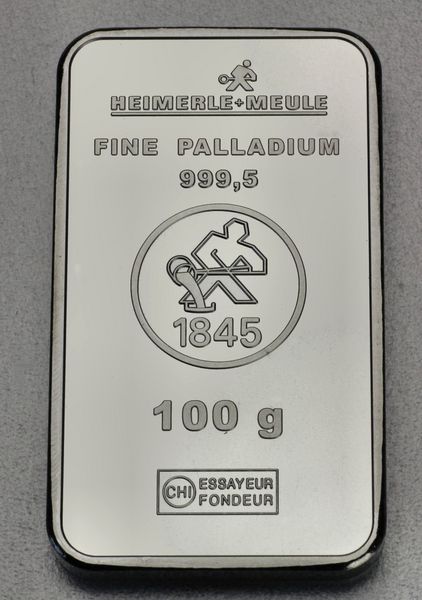 HEIMERLE+MEULE
FINE PALLADIUM
999,5
1845
100 g
CHI ESSAYEUR
FONDEUR